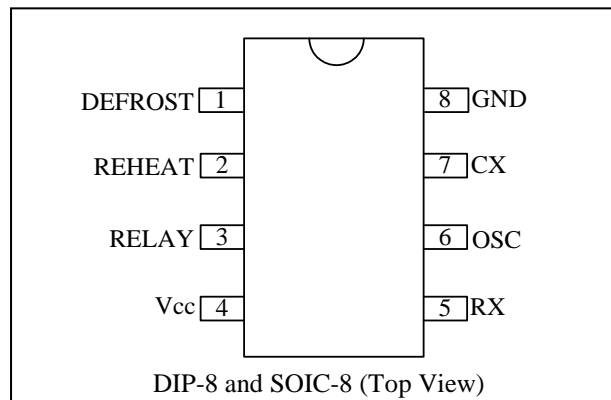 DEFROST 1 8 GND
REHEAT 2 7 CX
RELAY 3 6 OSC
Vcc 4 5 RX
DIP-8 and SOIC-8 (Top View)